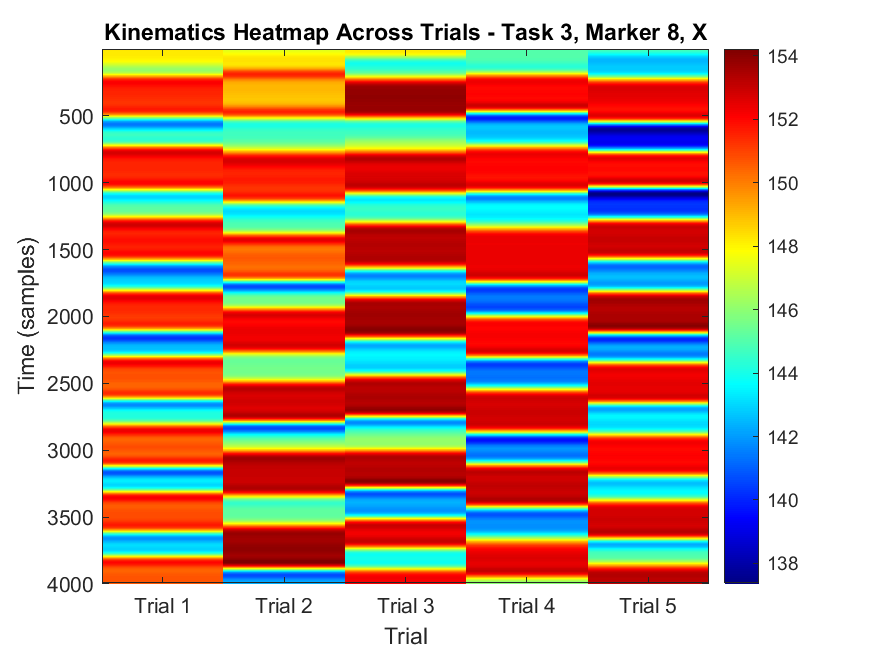 Kinematics Heatmap Across Trials - Task 3, Marker 8, X
Time (samples)
500
1000
1500
2000
2500
3000
3500
4000
Trial 1
Trial 2
Trial 3
Trial 4
Trial 5
Trial
154
152
150
148
146
144
142
140
138